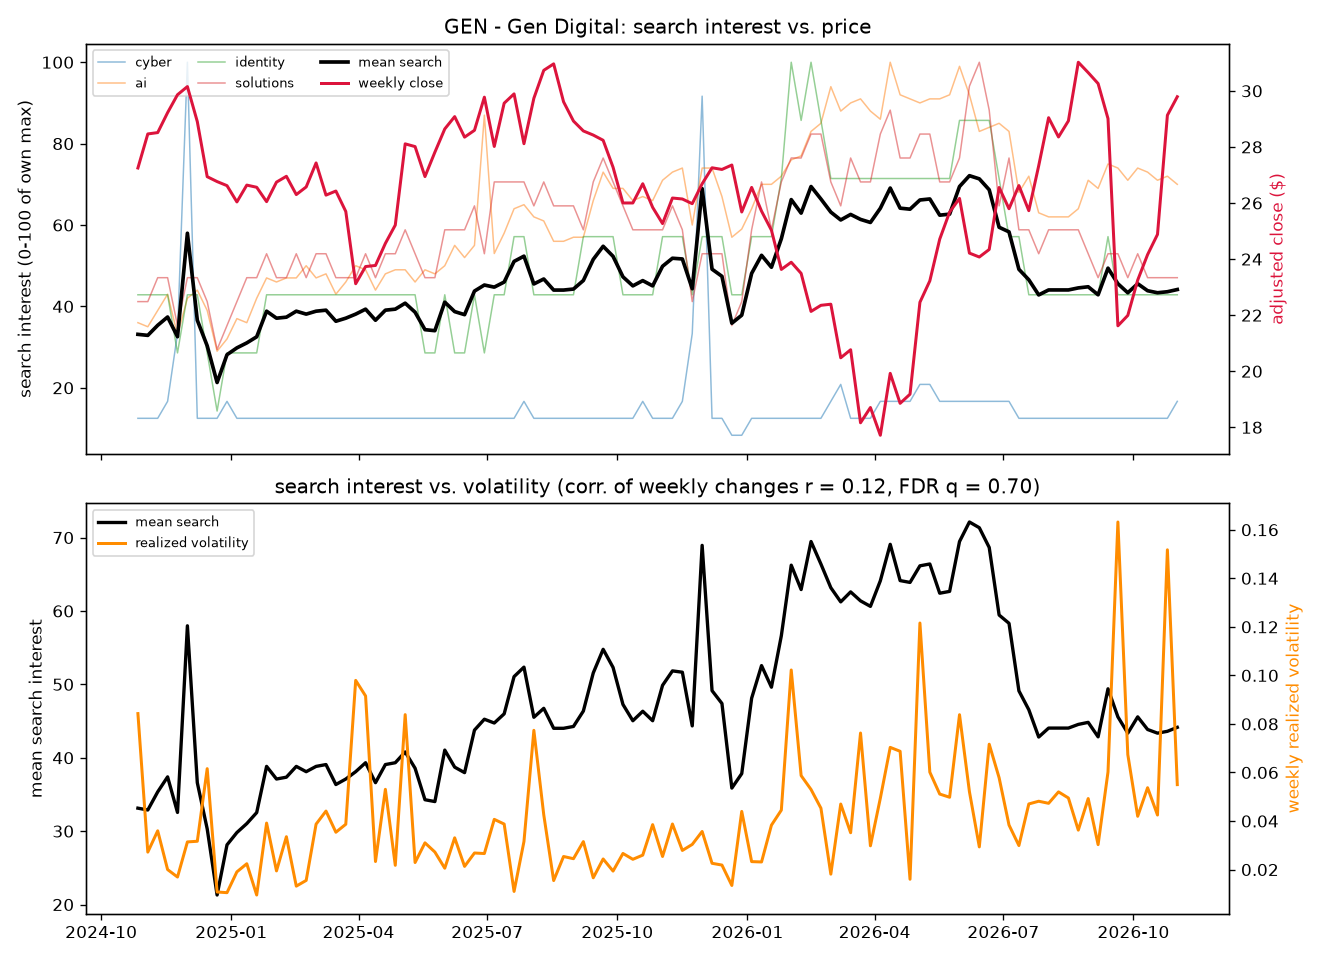 GEN - Gen Digital: search interest vs. price
cyber
ai
identity
solutions
mean search
weekly close
search interest (0-100 of own max)
100
80
60
40
20
adjusted close ($)
30
28
26
24
22
20
18
search interest vs. volatility (corr. of weekly changes r = 0.12, FDR q = 0.70)
mean search
realized volatility
mean search interest
70
60
50
40
30
20
weekly realized volatility
0.16
0.14
0.12
0.10
0.08
0.06
0.04
0.02
2024-10
2025-01
2025-04
2025-07
2025-10
2026-01
2026-04
2026-07
2026-10